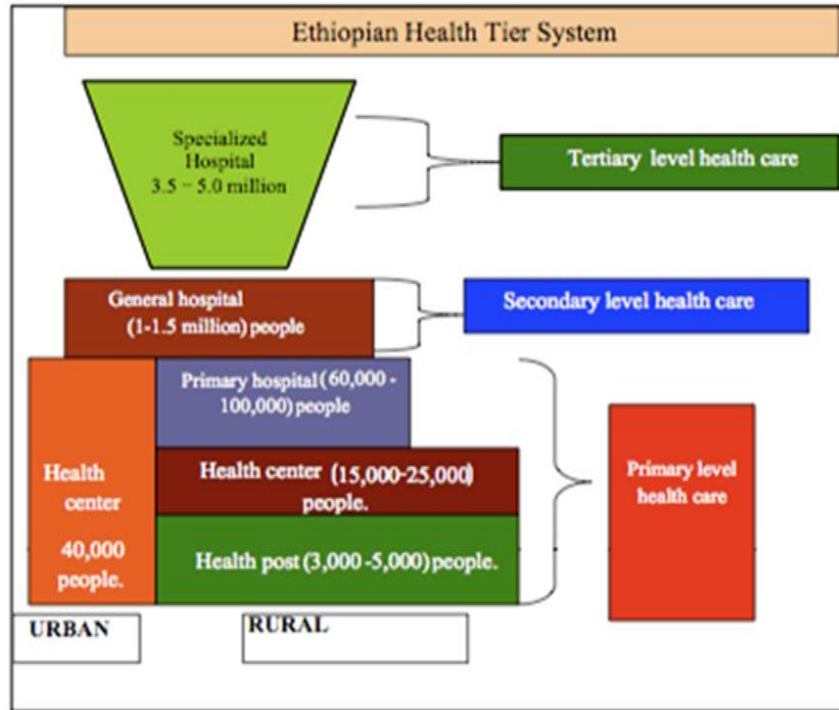 Ethiopian Health Tier System
Specialized
Hospital
3.5 – 5.0 million
Tertiary level health care
General hospital
(1-1.5 million) people
Secondary level health care
Primary hospital (60,000 -
100,000) people
Health center (15,000-25,000)
people.
Health post (3,000 -5,000) people.
Health
center
40,000
people.
Primary level
health care
URBAN
RURAL